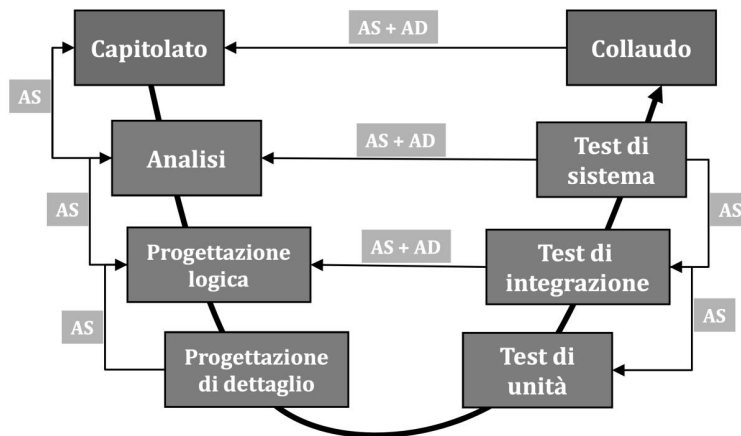 Capitolato
AS + AD
Collaudo
AS
Analisi
AS + AD
Test di
sistema
AS
AS
Progettazione
logica
AS + AD
Test di
integrazione
AS
AS
Progettazione
di dettaglio
Test di
unità